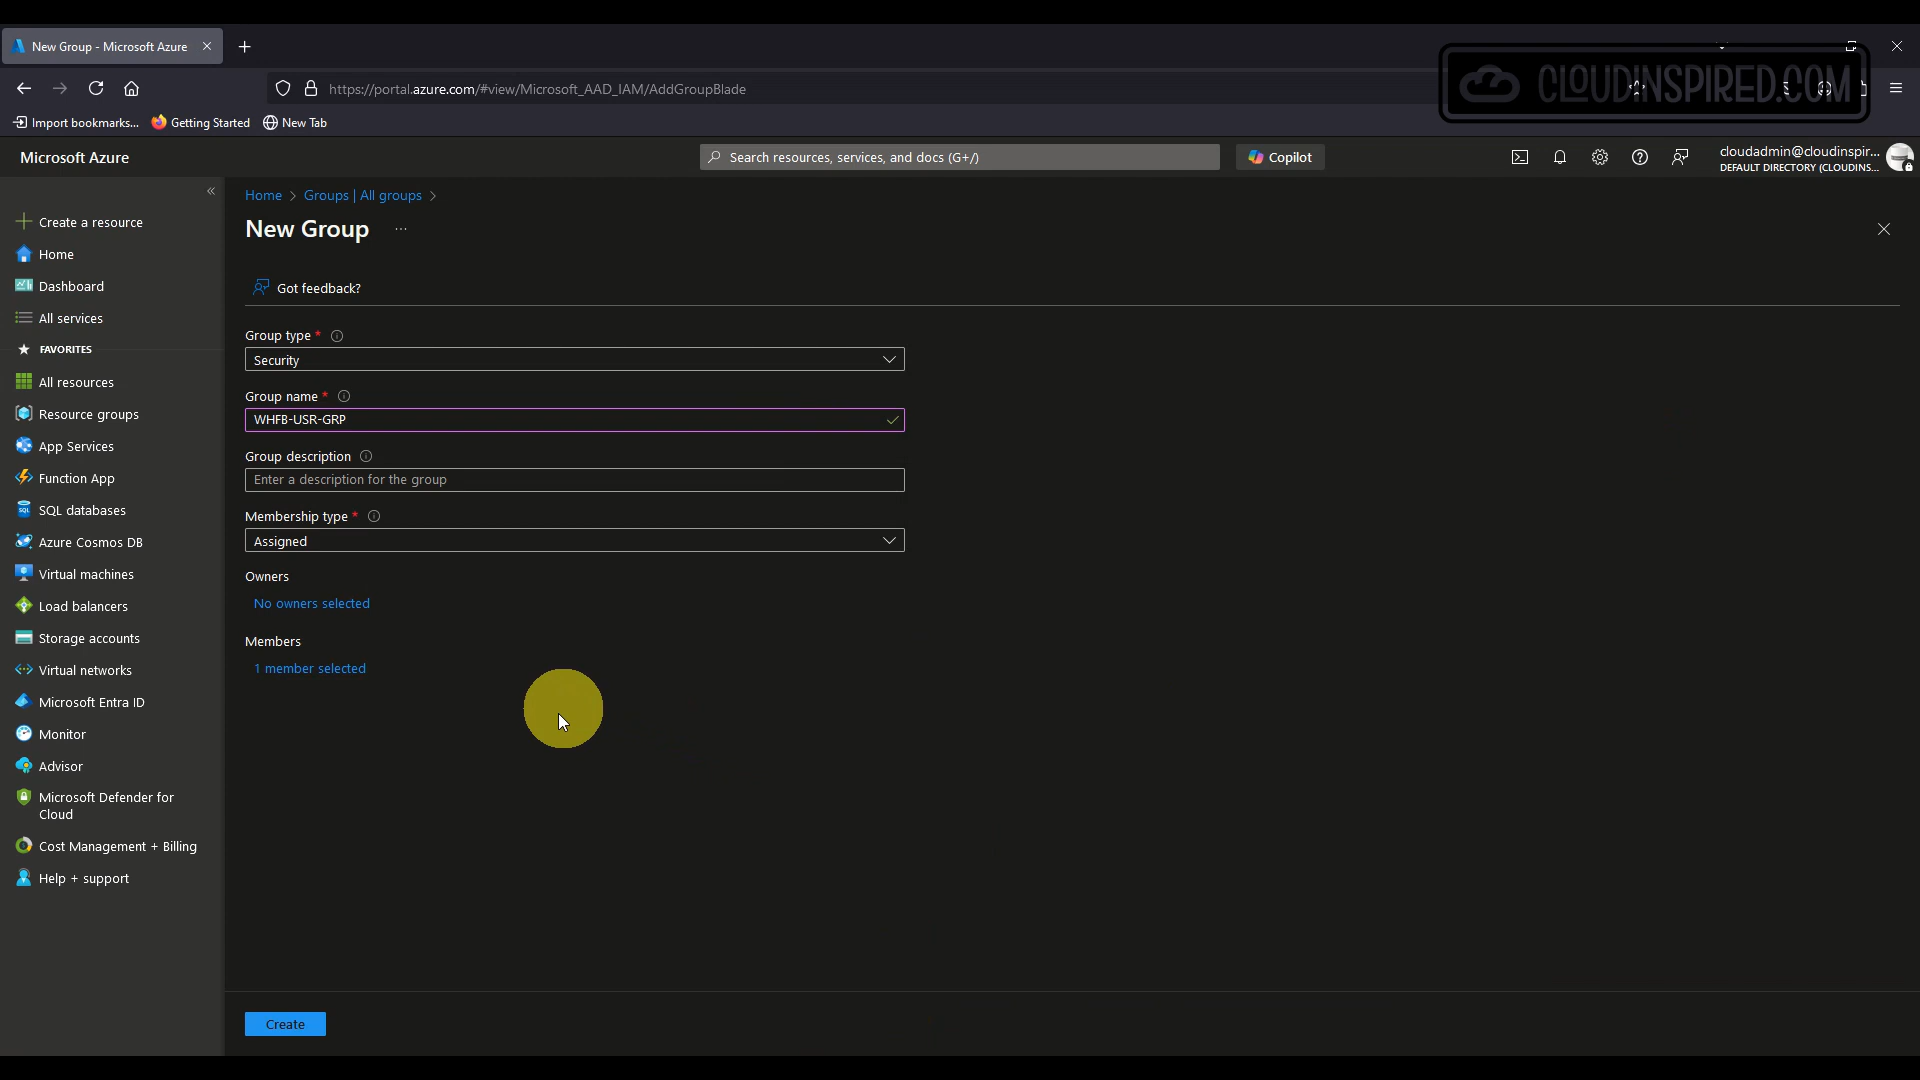 New Group - Microsoft Azure
https://portal.azure.com/#view/Microsoft_AAD_IAM/AddGroupBlade
CLOUDINSPIRED.COM
Import bookmarks...
Getting Started
New Tab
Microsoft Azure
Search resources, services, and docs (G+/)
Copilot
cloudadmin@cloudinspir...
DEFAULT DIRECTORY (CLOUDINS...
Create a resource
Home
Dashboard
All services
FAVORITES
All resources
Resource groups
App Services
Function App
SQL databases
Azure Cosmos DB
Virtual machines
Load balancers
Storage accounts
Virtual networks
Microsoft Entra ID
Monitor
Advisor
Microsoft Defender for
Cloud
Cost Management + Billing
Help + support
Home > Groups | All groups >
New Group ...
Got feedback?
Group type *
Security
Group name *
WHFB-USR-GRP
Group description
Enter a description for the group
Membership type *
Assigned
Owners
No owners selected
Members
1 member selected
Create